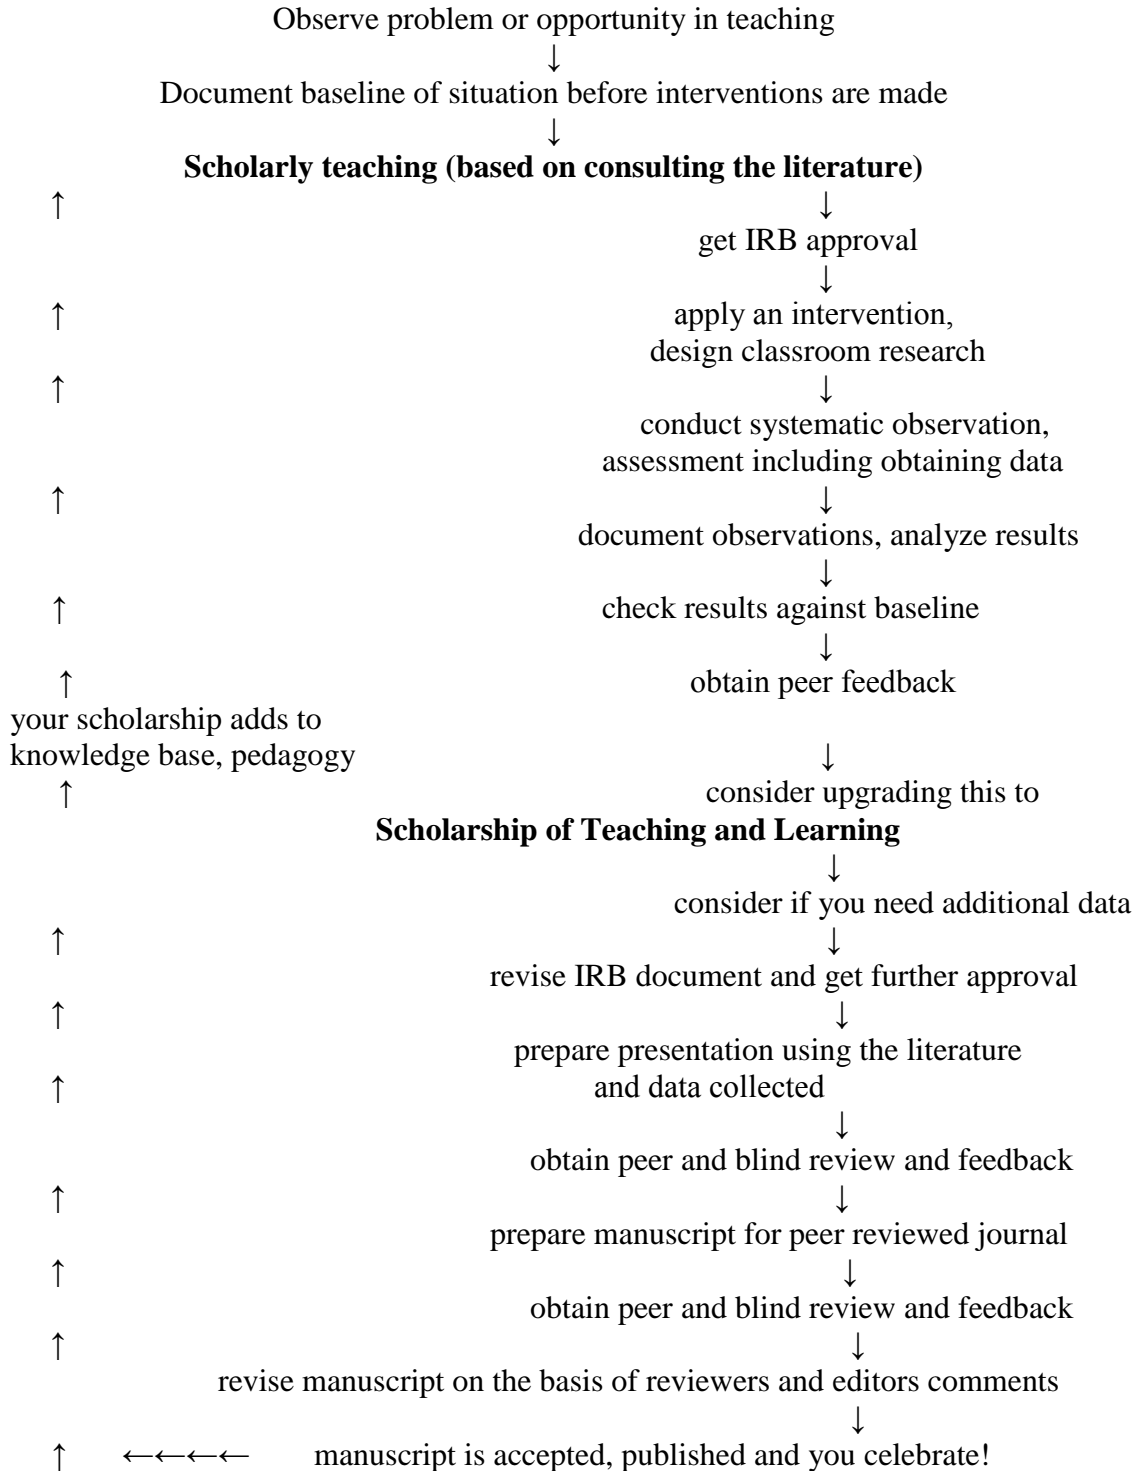 Observe problem or opportunity in teaching
↓
Document baseline of situation before interventions are made
↓
Scholarly teaching (based on consulting the literature)
↑ ↓
get IRB approval
↓
↑ apply an intervention,
design classroom research
↑ ↓
conduct systematic observation,
assessment including obtaining data
↑ ↓
document observations, analyze results
↓
↑ check results against baseline
↓
↑ obtain peer feedback
your scholarship adds to
knowledge base, pedagogy ↓
↑ consider upgrading this to
Scholarship of Teaching and Learning
↓
consider if you need additional data
↑ ↓
revise IRB document and get further approval
↑ ↓
prepare presentation using the literature
↑ and data collected
↓
obtain peer and blind review and feedback
↑ ↓
prepare manuscript for peer reviewed journal
↑ ↓
obtain peer and blind review and feedback
↑ ↓
revise manuscript on the basis of reviewers and editors comments
↓
↑ ←←←← manuscript is accepted, published and you celebrate!